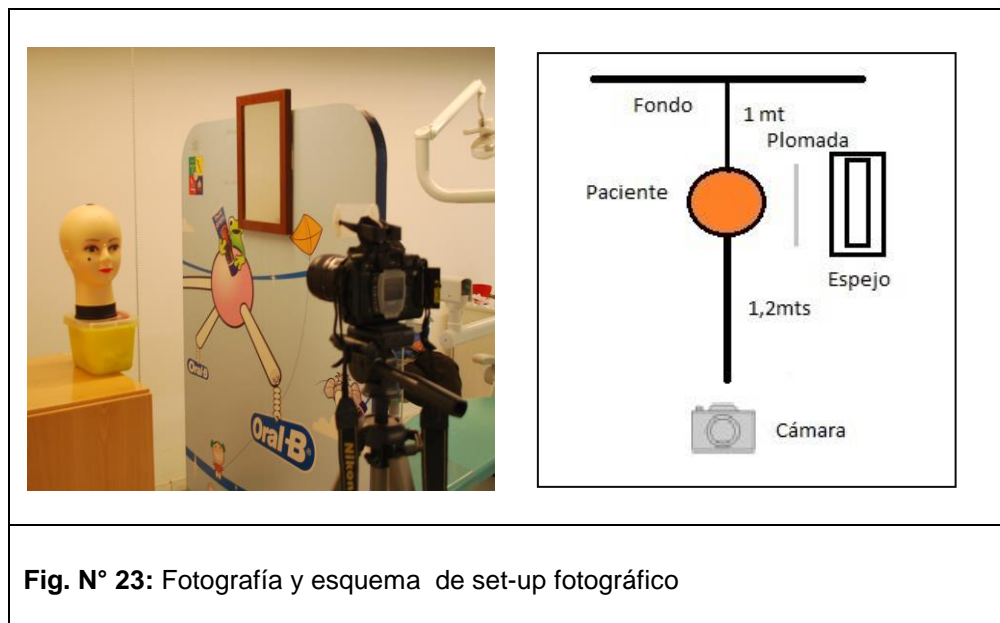 Oral-B
Oral-B
Nikon
Fondo
1 mt
Plomada
Paciente
Espejo
1,2mts
Cámara
Fig. N° 23: Fotografía y esquema de set-up fotográfico